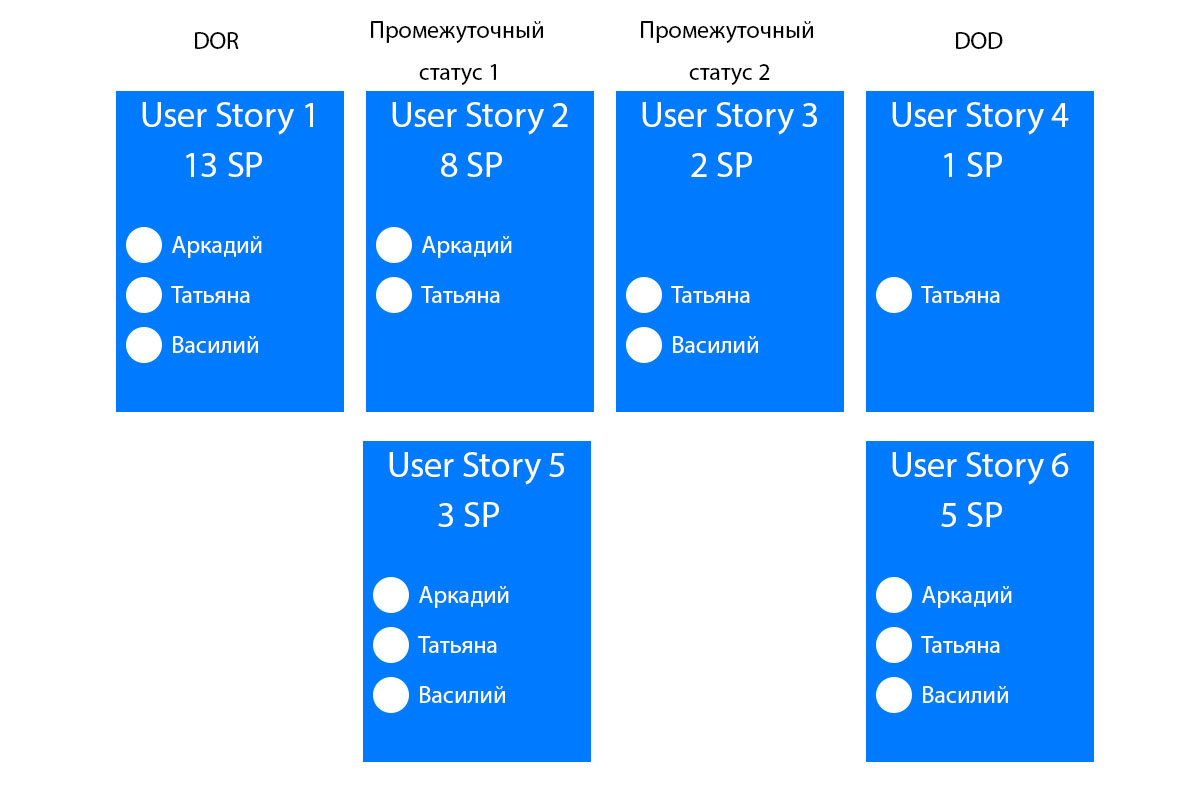 DOR
Промежуточный
статус 1
Промежуточный
статус 2
DOD
User Story 1
13 SP
Аркадий
Татьяна
Василий
User Story 2
8 SP
Аркадий
Татьяна
User Story 3
2 SP
Татьяна
Василий
User Story 4
1 SP
Татьяна
User Story 5
3 SP
Аркадий
Татьяна
Василий
User Story 6
5 SP
Аркадий
Татьяна
Василий